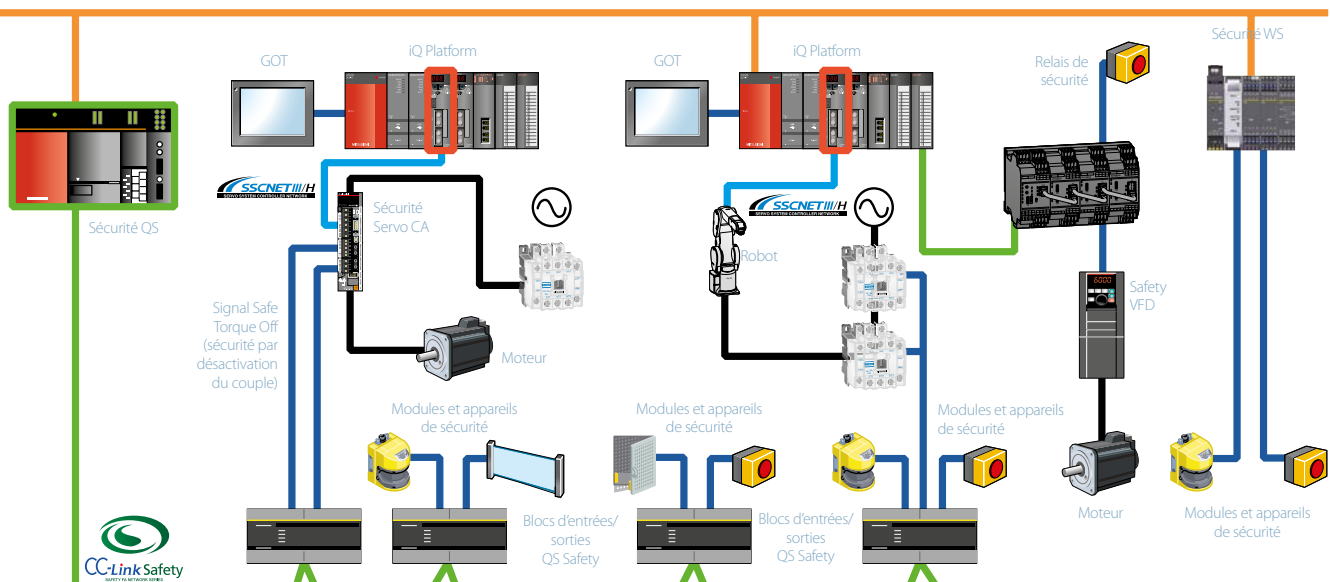 Sécurité WS
GOT
iQ Platform
GOT
iQ Platform
Relais de
sécurité
MITSUBISHI
MITSUBISHI
SSCNETIII/H
SERVO SYSTEM CONTROLLER NETWORK
Sécurité
Servo CA
SSCNETIII/H
SERVO SYSTEM CONTROLLER NETWORK
Sécurité QS
Robot
6000
Safety
VFD
Signal Safe
Torque Off
(sécurité par
désactivation
du couple)
Moteur
Modules et appareils
de sécurité
Modules et appareils
de sécurité
Modules et appareils
de sécurité
Blocs d'entrées/
sorties
QS Safety
Blocs d'entrées/
sorties
QS Safety
Moteur
Modules et appareils
de sécurité
CC-Link Safety
SAFETY FA NETWORK SERIES